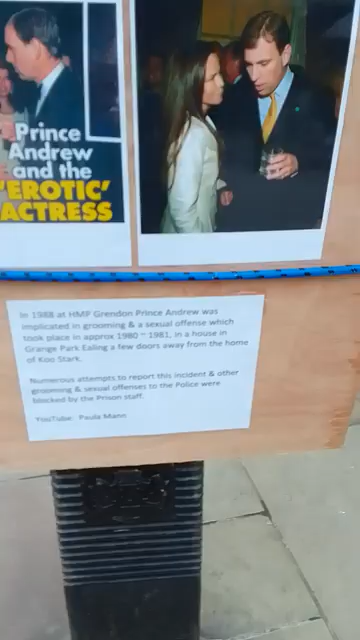 Prince
Andrew
and the
'EROTIC'
ACTRESS
In 1988 at HMP Grendon Prince Andrew was
implicated in grooming & a sexual offense which
took place in approx 1980 ~ 1981, in a house in
Grange Park Ealing a few doors away from the home
of Koo Stark.
Numerous attempts to report this incident & other
grooming & sexual offenses to the Police were
blocked by the Prison staff.
YouTube: Paula Mann